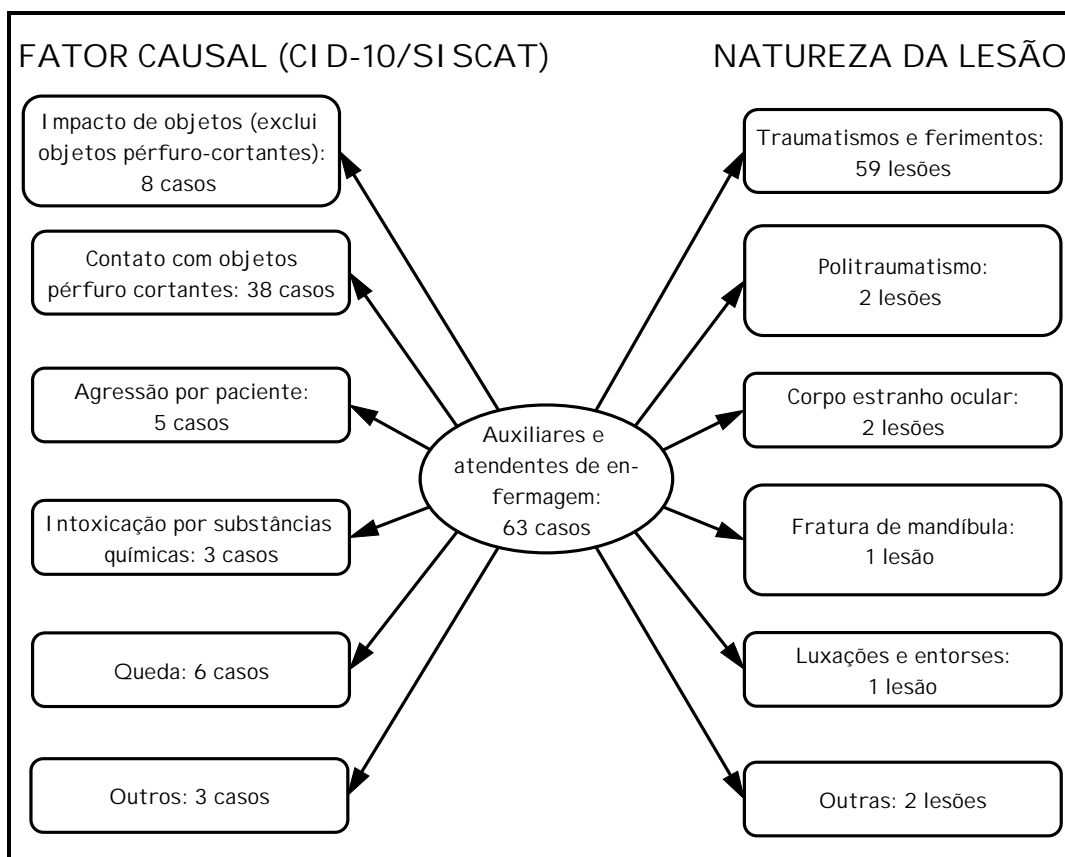 FATOR CAUSAL (CID-10/SISCAT)
NATUREZA DA LESÃO
Impacto de objetos (exclui
objetos pérfuro-cortantes):
8 casos
Contato com objetos
pérfuro cortantes: 38 casos
Agressão por paciente:
5 casos
Intoxicação por substâncias
químicas: 3 casos
Queda: 6 casos
Outros: 3 casos
Auxiliares e
atendentes de en-
fermagem:
63 casos
Traumatismos e ferimentos:
59 lesões
Politraumatismo:
2 lesões
Corpo estranho ocular:
2 lesões
Fratura de mandíbula:
1 lesão
Luxações e entorses:
1 lesão
Outras: 2 lesões